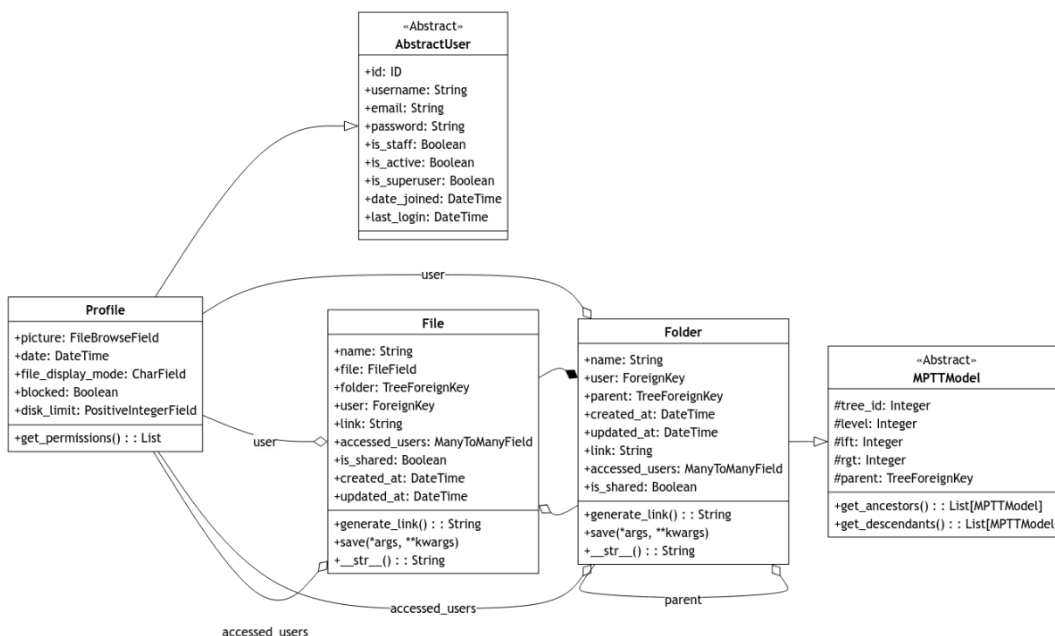 «Abstract»
AbstractUser
+id: ID
+username: String
+email: String
+password: String
+is_staff: Boolean
+is_active: Boolean
+is_superuser: Boolean
+date_joined: DateTime
+last_login: DateTime
user
Profile
+picture: FileBrowseField
+date: DateTime
+file_display_mode: CharField
+blocked: Boolean
+disk_limit: PositiveIntegerField
+get_permissions() : : List
user
File
+name: String
+file: FileField
+folder: TreeForeignKey
+user: ForeignKey
+link: String
+accessed_users: ManyToManyField
+is_shared: Boolean
+created_at: DateTime
+updated_at: DateTime
+generate_link() : : String
+save(*args, **kwargs)
+__str__() : : String
Folder
+name: String
+user: ForeignKey
+parent: TreeForeignKey
+created_at: DateTime
+updated_at: DateTime
+link: String
+accessed_users: ManyToManyField
+is_shared: Boolean
+generate_link() : : String
+save(*args, **kwargs)
+__str__() : : String
«Abstract»
MPTTModel
#tree_id: Integer
#level: Integer
#lft: Integer
#rgt: Integer
#parent: TreeForeignKey
+get_ancestors() : : List[MPTTModel]
+get_descendants() : : List[MPTTModel]
parent
accessed_users
accessed_users